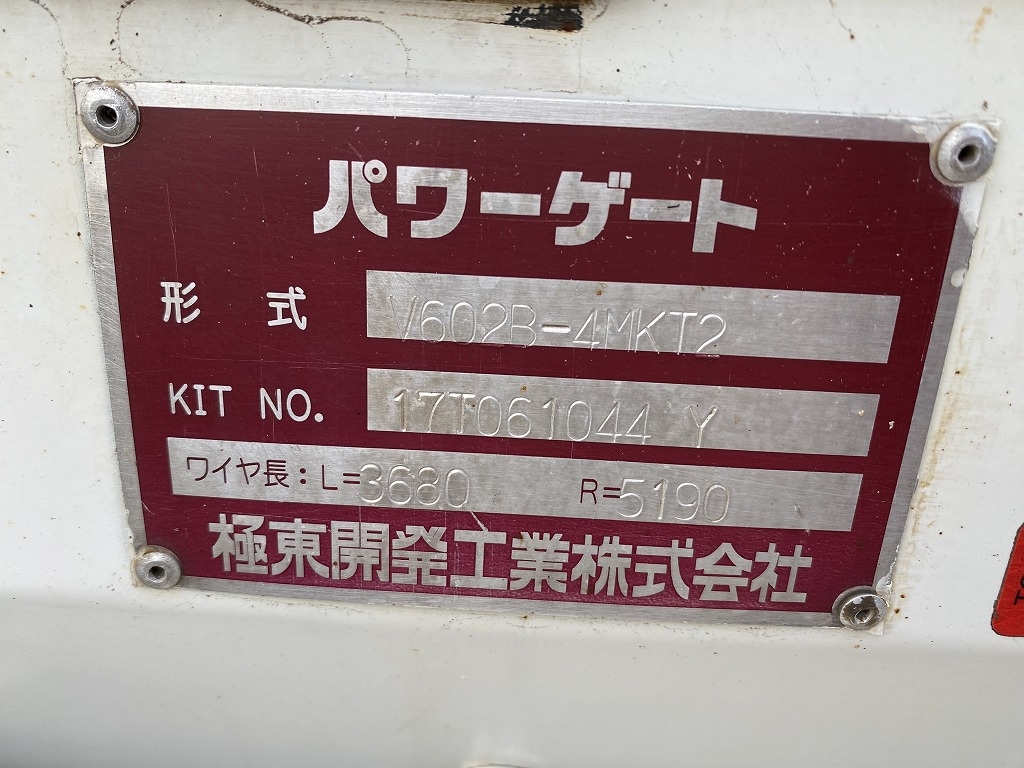 パワーゲート
形式 V602B-4MKT2
KIT NO. 17T061044 Y
ワイヤ長:L=3680 R=5190
極東開発工業株式会社